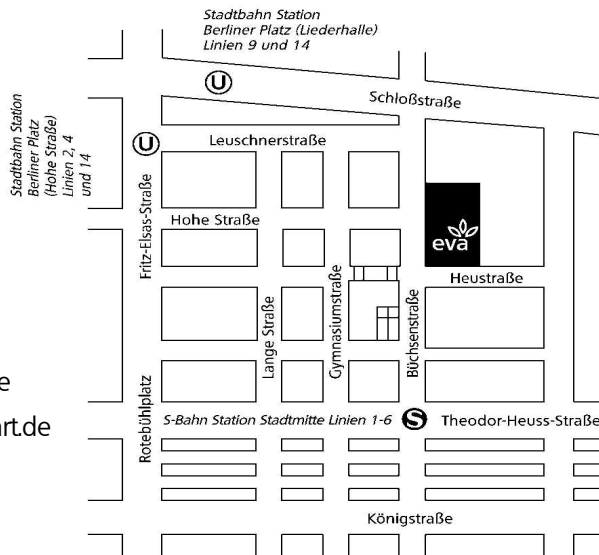 Stadtbahn Station
Berliner Platz (Liederhalle)
Linien 9 und 14
U
Schloßstraße
Stadtbahn Station
Berliner Platz
(Hohe Straße)
Linien 2, 4
und 14
U
Leuschnerstraße
Fritz-Elsas-Straße
Hohe Straße
eva
Heustraße
Lange Straße
Gymnasiumstraße
Büchsenstraße
e
rt.de
Rotebühlplatz
S-Bahn Station Stadtmitte Linien 1-6
S
Theodor-Heuss-Straße
Königstraße